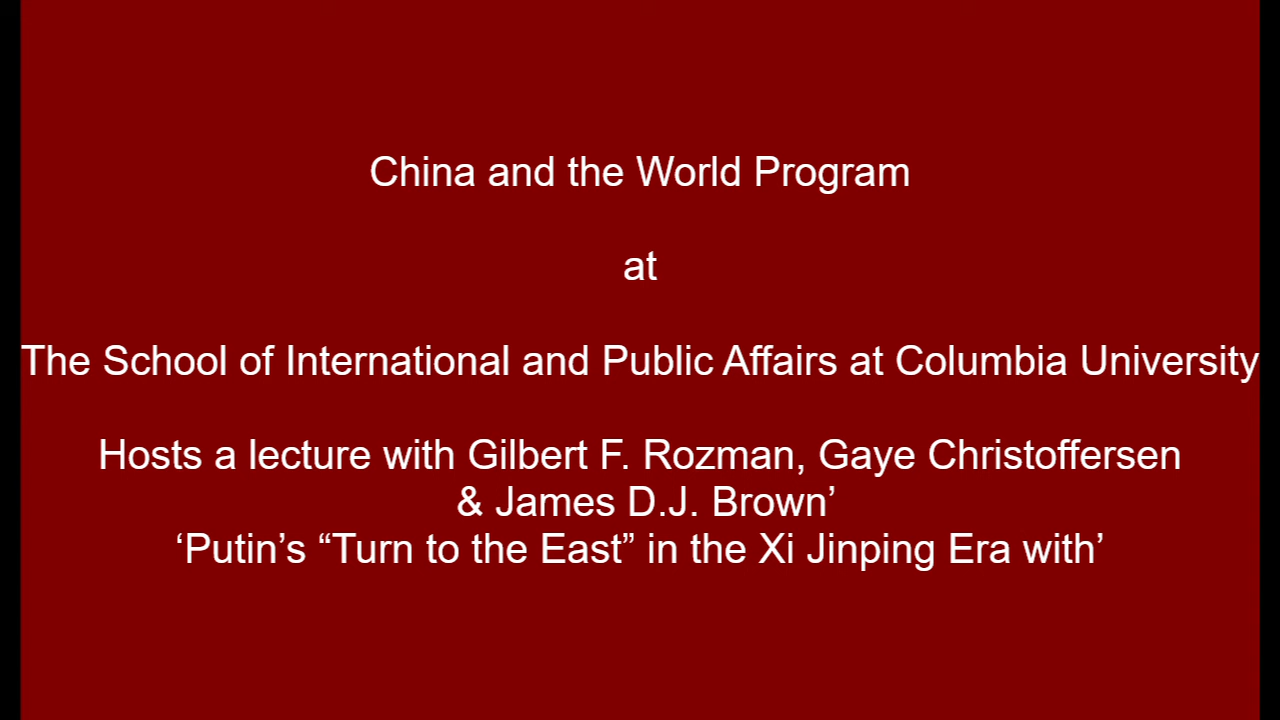 China and the World Program
at
The School of International and Public Affairs at Columbia University
Hosts a lecture with Gilbert F. Rozman, Gaye Christoffersen
& James D.J. Brown’
‘Putin’s “Turn to the East” in the Xi Jinping Era with’